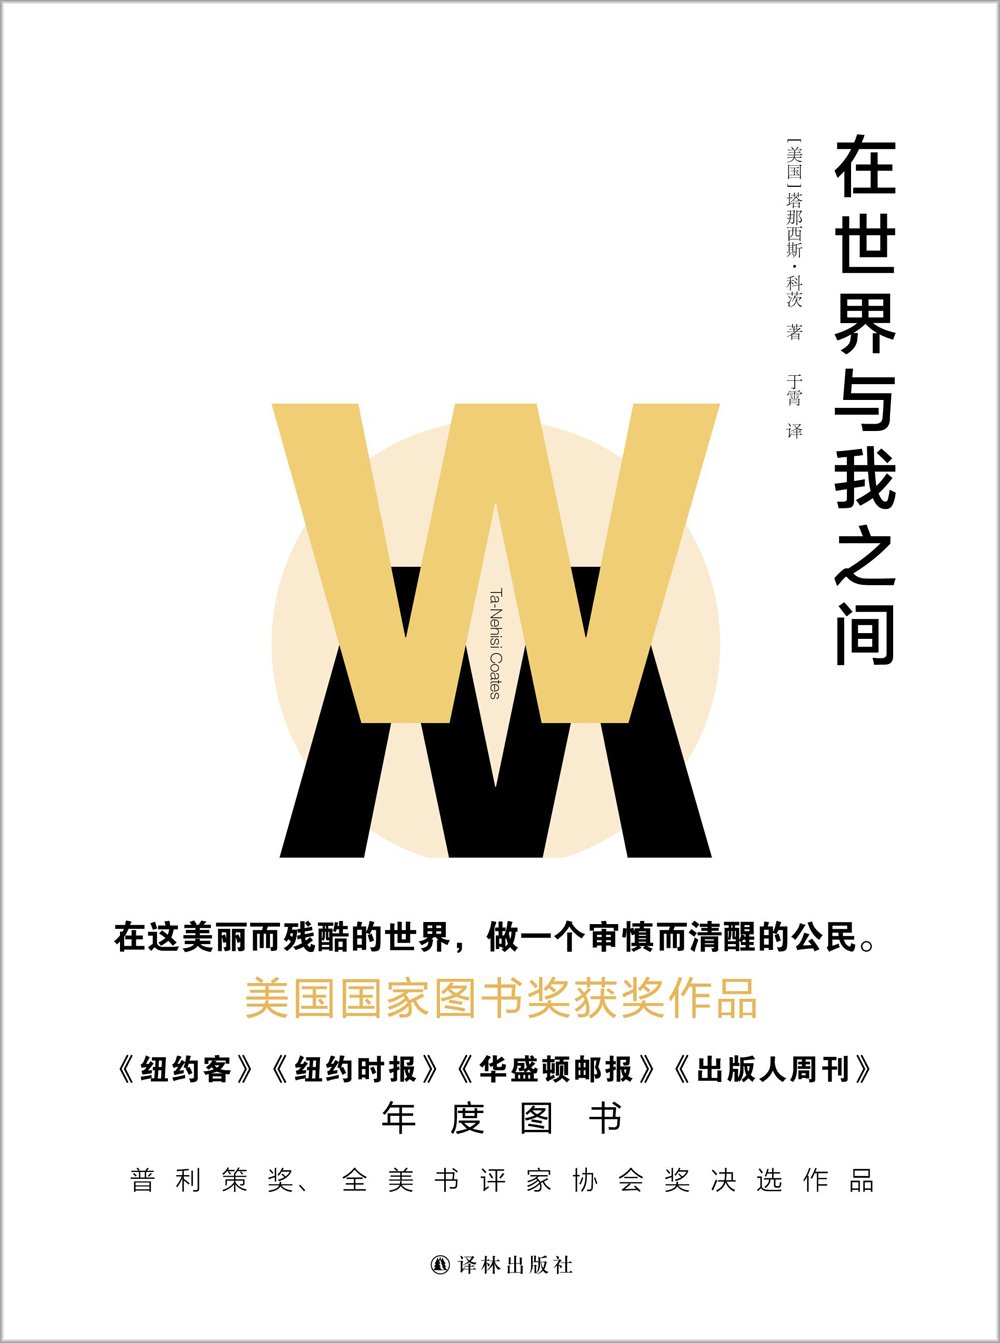 在世界与我之间
[美国]塔那西斯·科茨 著 于霄 译
W
M
Ta-Nehisi Coates
在这美丽而残酷的世界，做一个审慎而清醒的公民。
美国国家图书奖获奖作品
《纽约客》《纽约时报》《华盛顿邮报》《出版人周刊》
年度图书
普利策奖、全美书评家协会奖决选作品
译林出版社